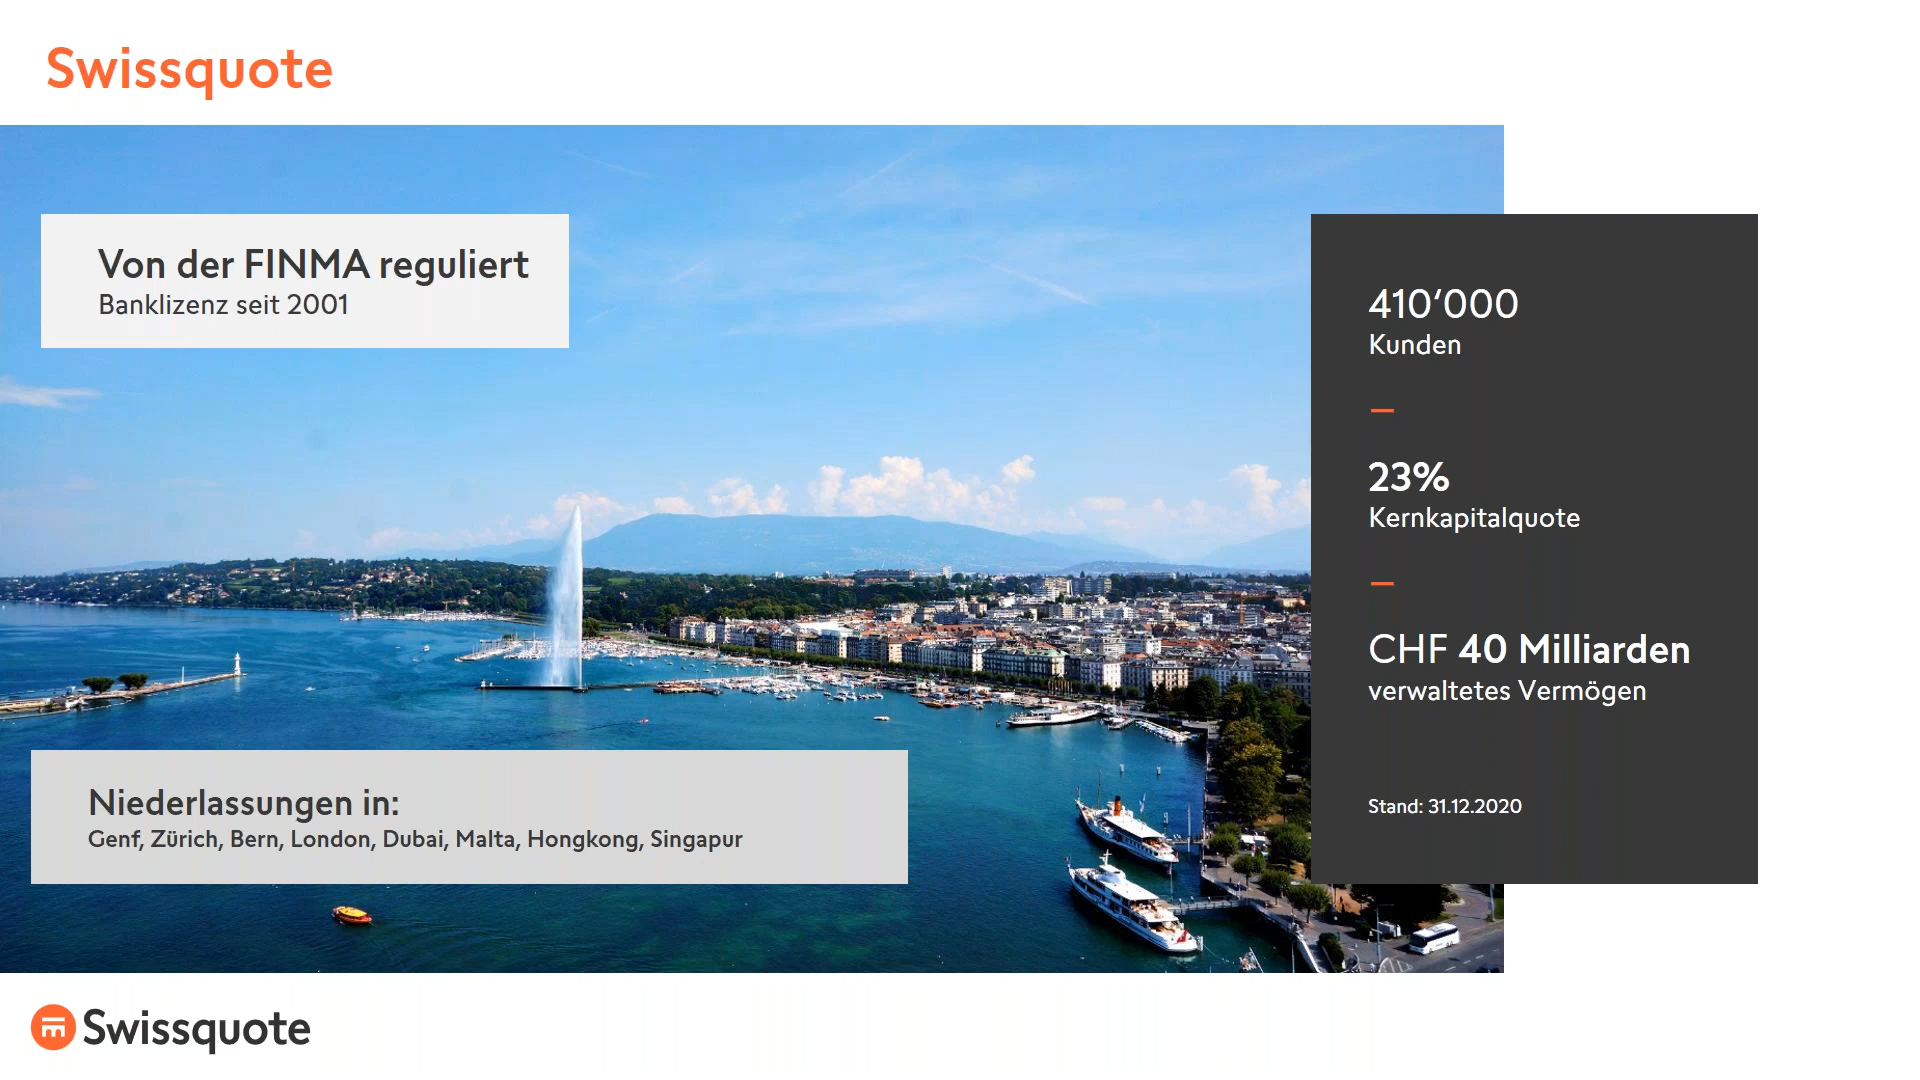 Swissquote
Von der FINMA reguliert
Banklizenz seit 2001
410‘000
Kunden
23%
Kernkapitalquote
CHF 40 Milliarden
verwaltetes Vermögen
Stand: 31.12.2020
Niederlassungen in:
Genf, Zürich, Bern, London, Dubai, Malta, Hongkong, Singapur
Swissquote